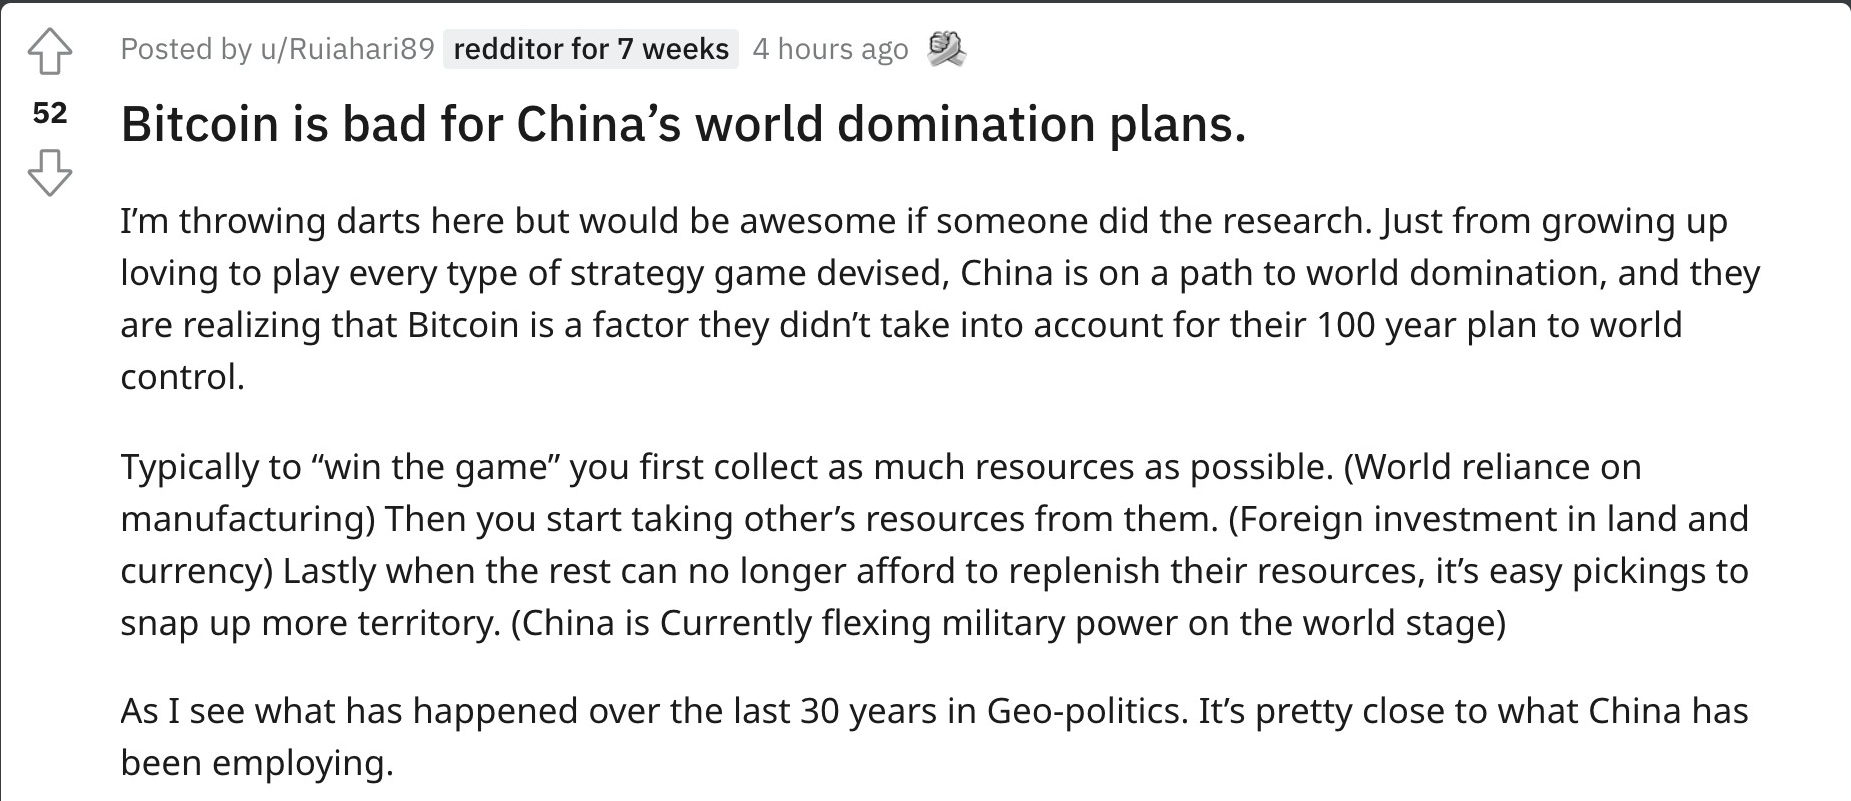 Posted by u/Ruiahari89 redditor for 7 weeks 4 hours ago
52
Bitcoin is bad for China’s world domination plans.
I’m throwing darts here but would be awesome if someone did the research. Just from growing up
loving to play every type of strategy game devised, China is on a path to world domination, and they
are realizing that Bitcoin is a factor they didn’t take into account for their 100 year plan to world
control.
Typically to “win the game” you first collect as much resources as possible. (World reliance on
manufacturing) Then you start taking other’s resources from them. (Foreign investment in land and
currency) Lastly when the rest can no longer afford to replenish their resources, it’s easy pickings to
snap up more territory. (China is Currently flexing military power on the world stage)
As I see what has happened over the last 30 years in Geo-politics. It’s pretty close to what China has
been employing.